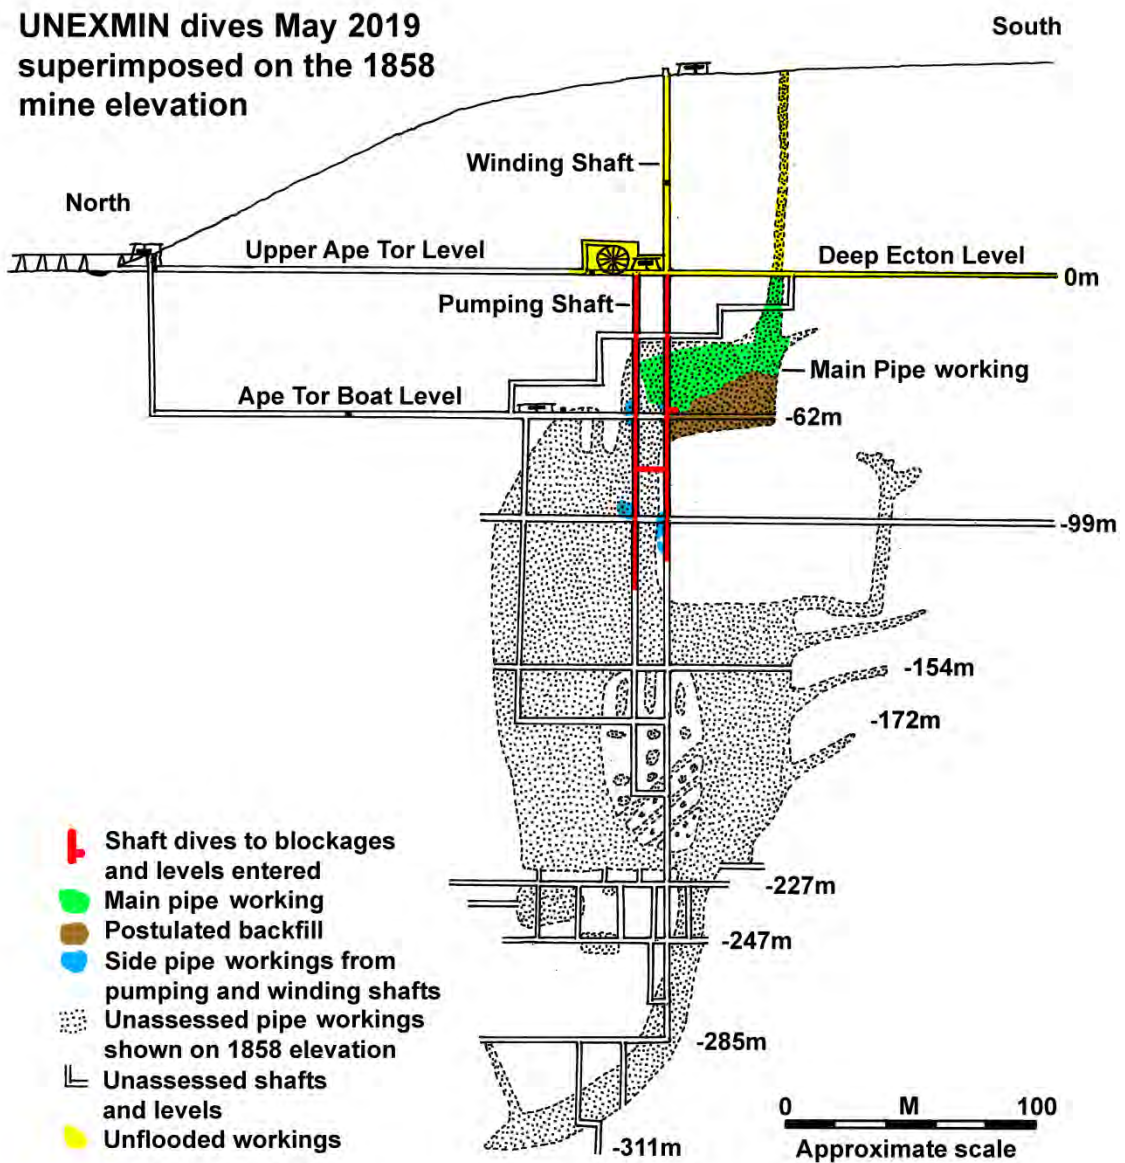 UNEXMIN dives May 2019
superimposed on the 1858
mine elevation
South
Winding Shaft
North
Upper Ape Tor Level
Deep Ecton Level
0m
Pumping Shaft
Main Pipe working
Ape Tor Boat Level
-62m
-99m
-154m
-172m
Shaft dives to blockages
and levels entered
Main pipe working
Postulated backfill
Side pipe workings from
pumping and winding shafts
Unassessed pipe workings
shown on 1858 elevation
Unassessed shafts
and levels
Unflooded workings
-227m
-247m
-285m
-311m
0 M 100
Approximate scale